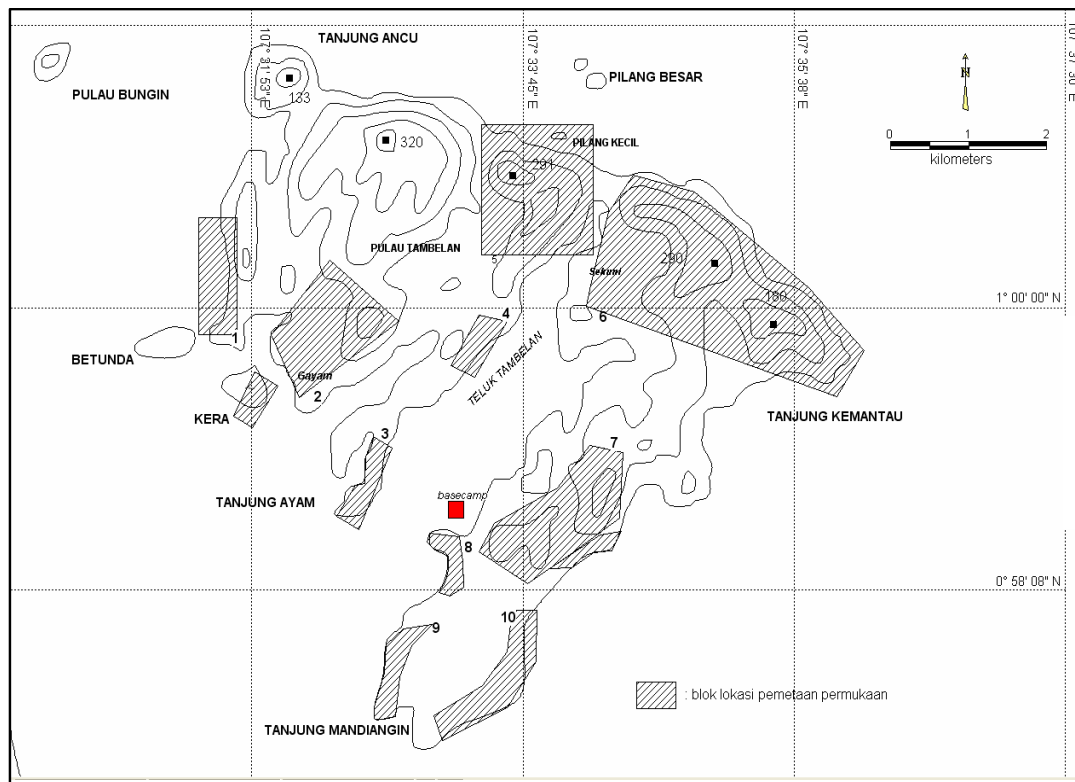 TANJUNG ANCU
107° 31' 53" E
107° 33' 45" E
107° 35' 38" E
107° 37' 30" E
PULAU BUNGIN
133
PILANG BESAR
N
0 1 2
kilometers
320
PILANG KECIL
291
PULAU TAMBELAN
5
Sekuni
290
180
1° 00' 00" N
1
4
6
BETUNDA
TELUK TAMBELAN
Gayam
2
KERA
TANJUNG KEMANTAU
3
7
TANJUNG AYAM
basecamp
8
0° 58' 08" N
9
10
: blok lokasi pemetaan permukaan
TANJUNG MANDIANGIN